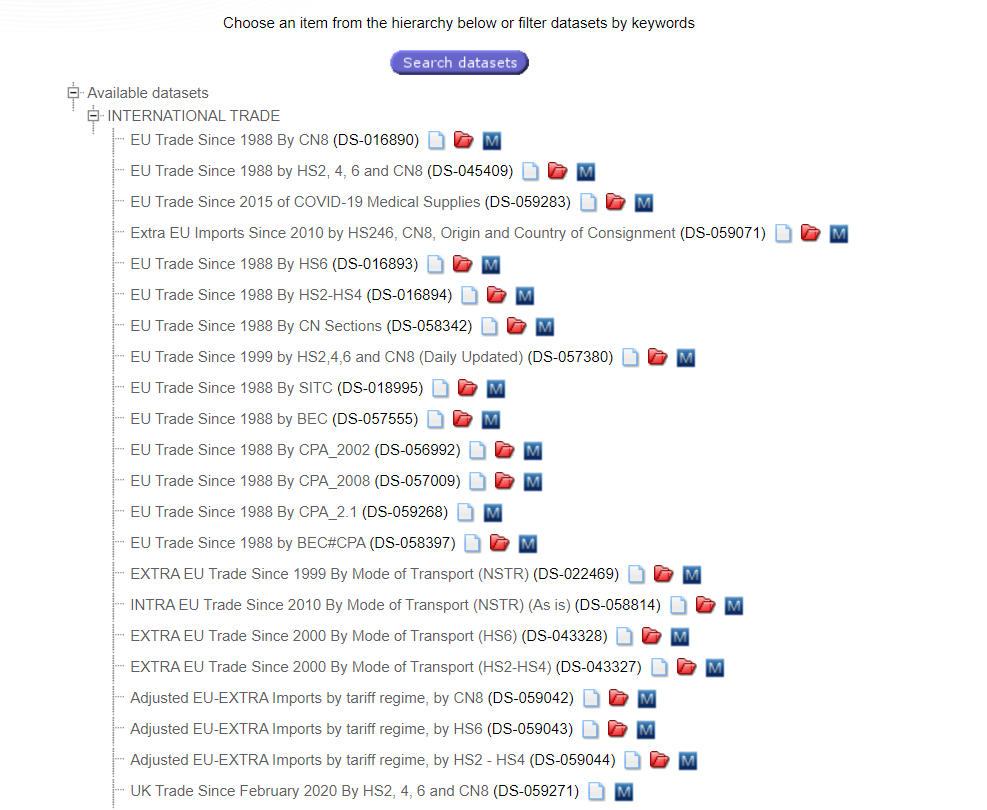 Choose an item from the hierarchy below or filter datasets by keywords
Search datasets
Available datasets
INTERNATIONAL TRADE
EU Trade Since 1988 By CN8 (DS-016890) M
EU Trade Since 1988 by HS2, 4, 6 and CN8 (DS-045409) M
EU Trade Since 2015 of COVID-19 Medical Supplies (DS-059283) M
Extra EU Imports Since 2010 by HS246, CN8, Origin and Country of Consignment (DS-059071) M
EU Trade Since 1988 By HS6 (DS-016893) M
EU Trade Since 1988 By HS2-HS4 (DS-016894) M
EU Trade Since 1988 By CN Sections (DS-058342) M
EU Trade Since 1999 by HS2,4,6 and CN8 (Daily Updated) (DS-057380) M
EU Trade Since 1988 By SITC (DS-018995) M
EU Trade Since 1988 by BEC (DS-057555) M
EU Trade Since 1988 By CPA_2002 (DS-056992) M
EU Trade Since 1988 By CPA_2008 (DS-057009) M
EU Trade Since 1988 By CPA_2.1 (DS-059268) M
EU Trade Since 1988 by BEC#CPA (DS-058397) M
EXTRA EU Trade Since 1999 By Mode of Transport (NSTR) (DS-022469) M
INTRA EU Trade Since 2010 By Mode of Transport (NSTR) (As is) (DS-058814) M
EXTRA EU Trade Since 2000 By Mode of Transport (HS6) (DS-043328) M
EXTRA EU Trade Since 2000 By Mode of Transport (HS2-HS4) (DS-043327) M
Adjusted EU-EXTRA Imports by tariff regime, by CN8 (DS-059042) M
Adjusted EU-EXTRA Imports by tariff regime, by HS6 (DS-059043) M
Adjusted EU-EXTRA Imports by tariff regime, by HS2 - HS4 (DS-059044) M
UK Trade Since February 2020 By HS2, 4, 6 and CN8 (DS-059271) M